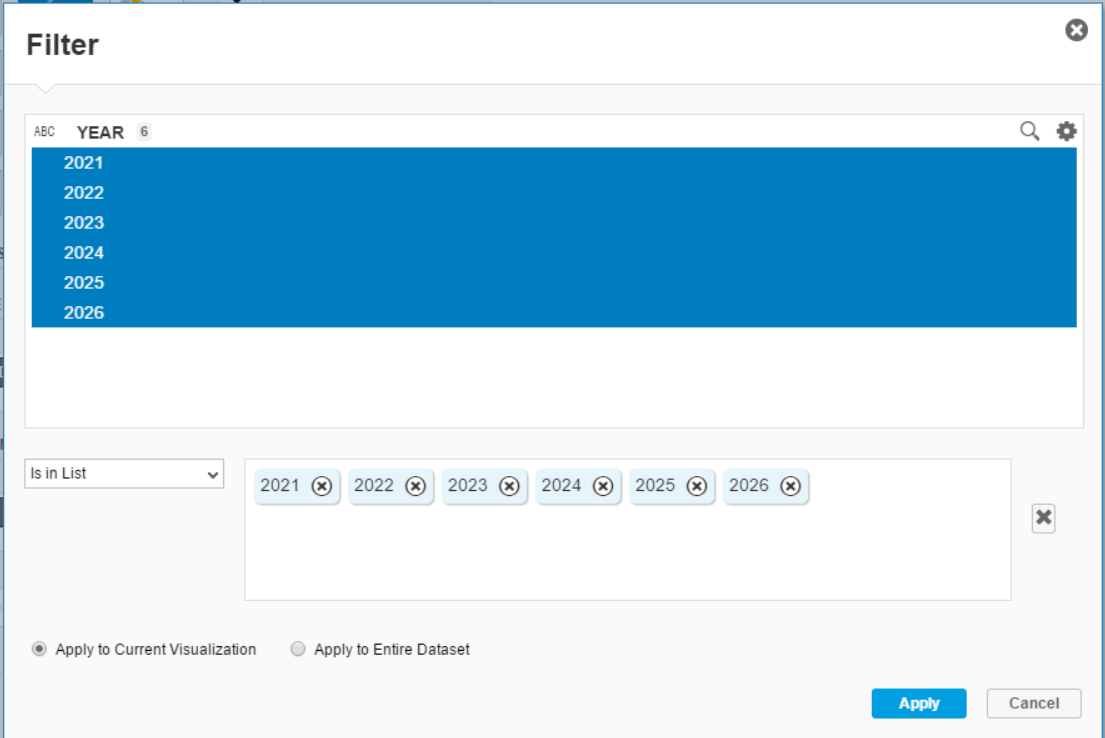 Filter
ABC YEAR 6
2021
2022
2023
2024
2025
2026
Is in List
2021 2022 2023 2024 2025 2026
Apply to Current Visualization Apply to Entire Dataset
Apply Cancel